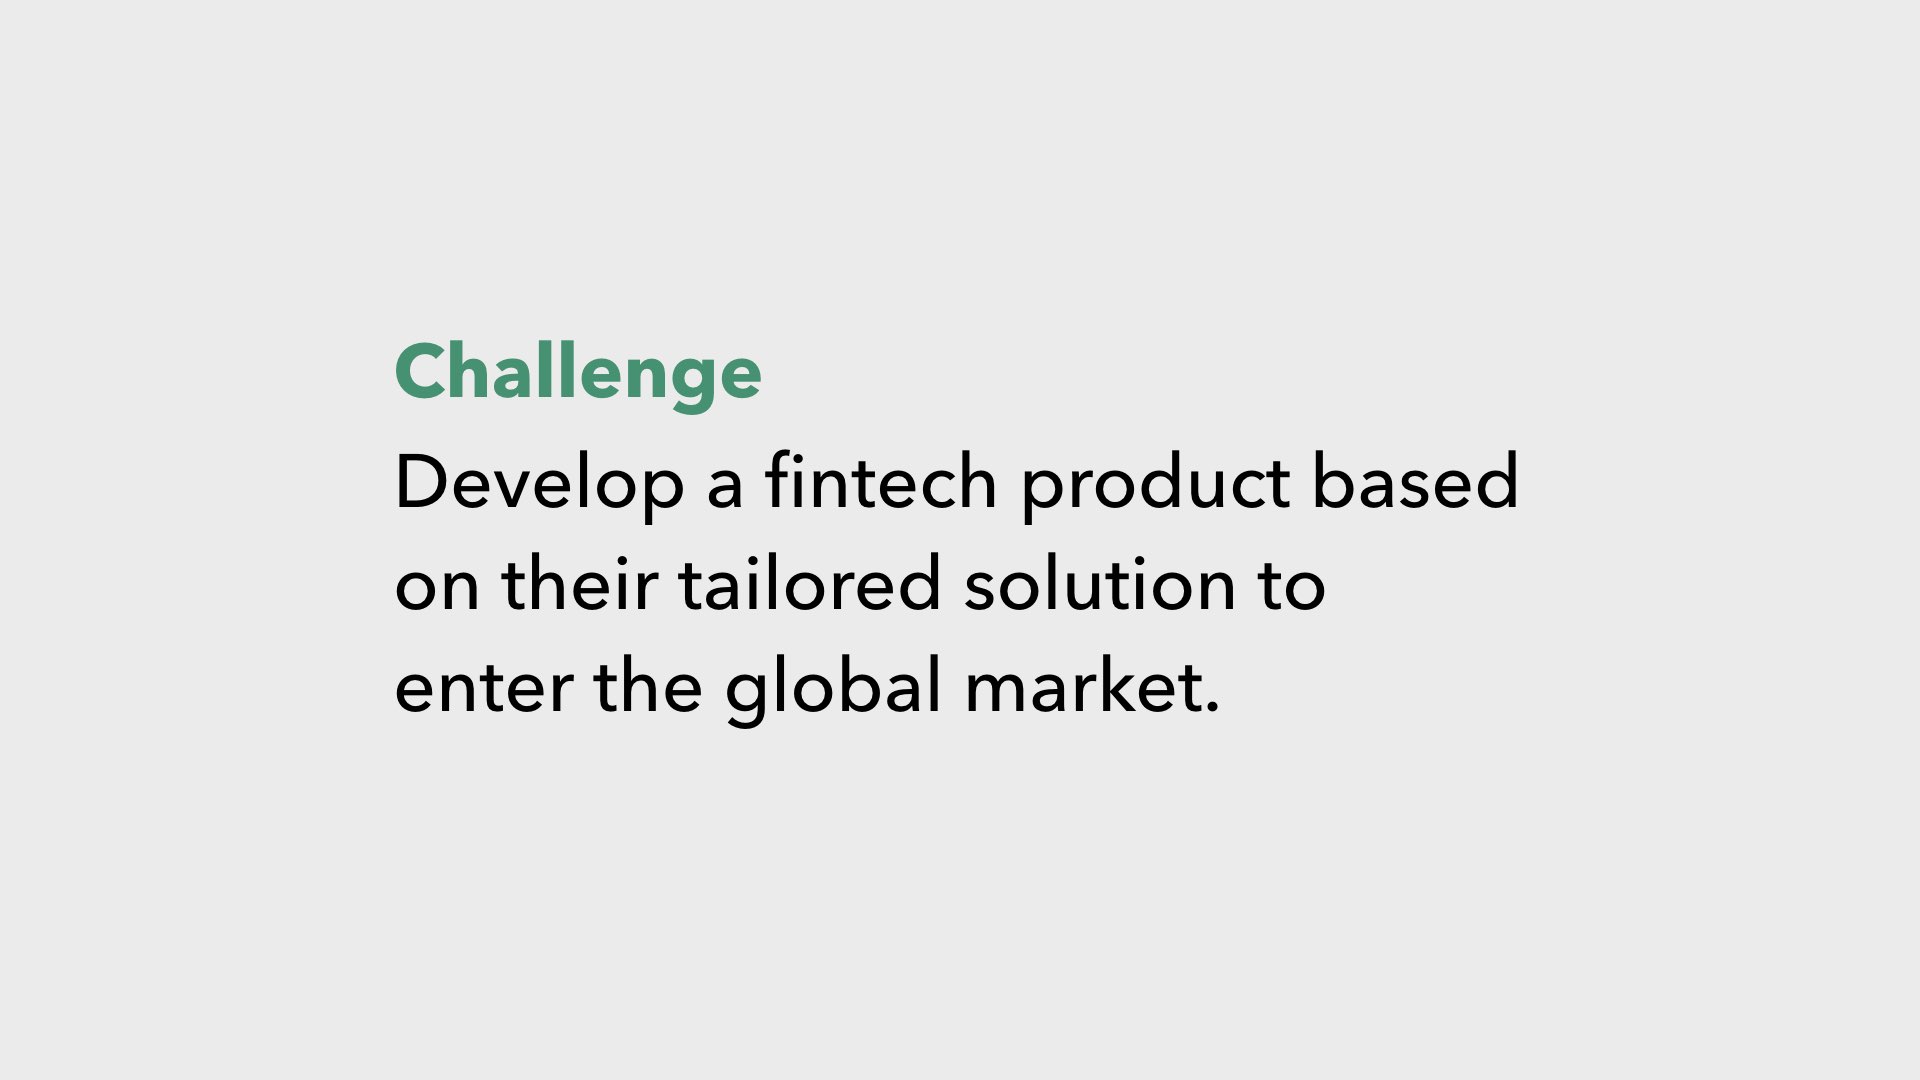 Challenge
Develop a fintech product based
on their tailored solution to
enter the global market.